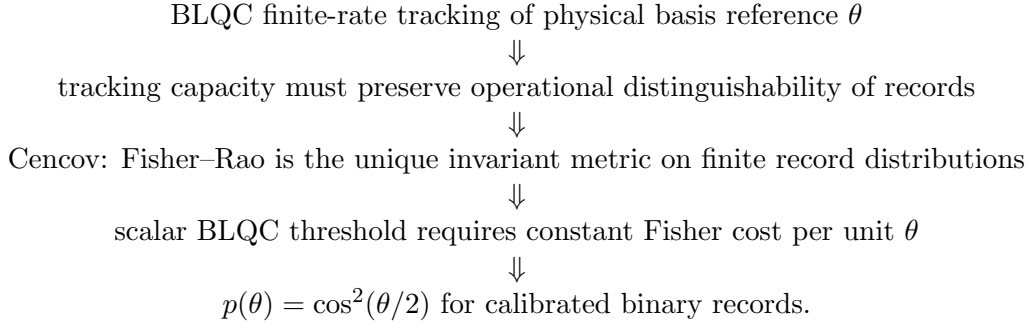 BLQC finite-rate tracking of physical basis reference θ
⇓
tracking capacity must preserve operational distinguishability of records
⇓
Cencov: Fisher–Rao is the unique invariant metric on finite record distributions
⇓
scalar BLQC threshold requires constant Fisher cost per unit θ
⇓
p(θ) = cos²(θ/2) for calibrated binary records.